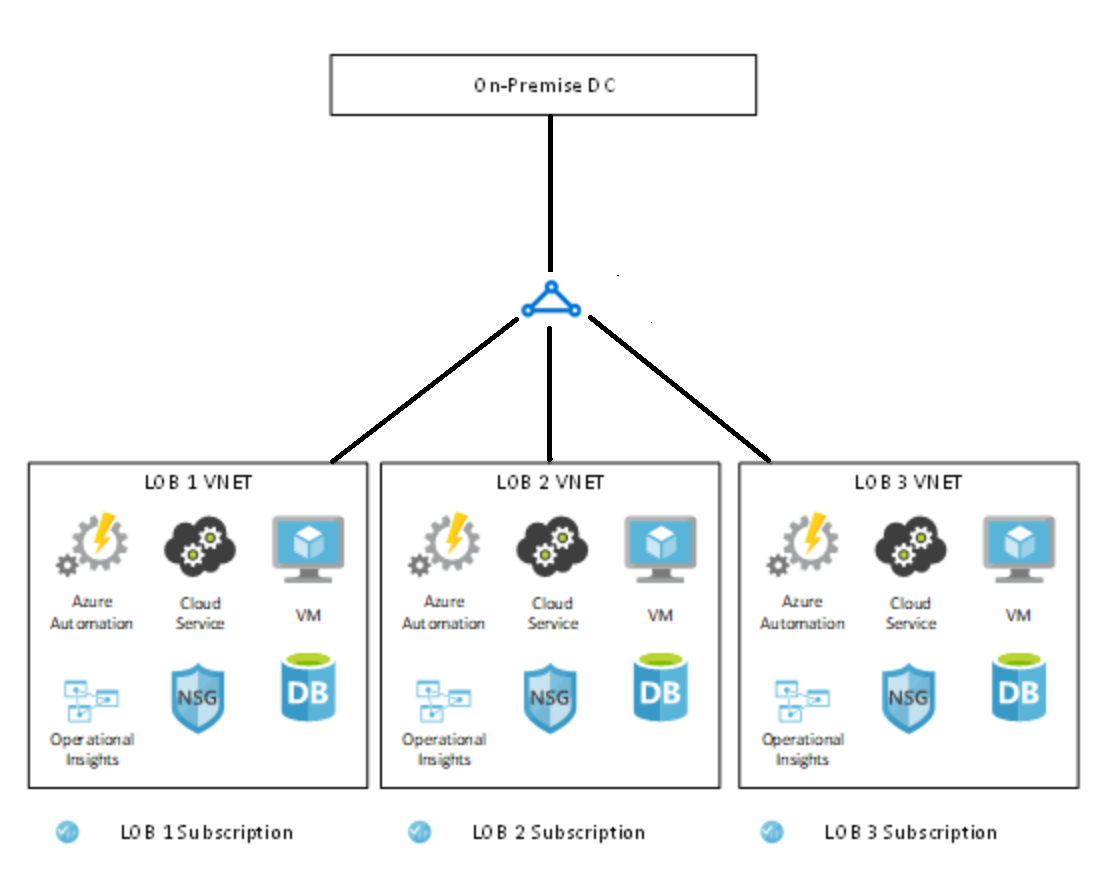 On-Premise DC
LOB 1 VNET
LOB 2 VNET
LOB 3 VNET
Azure
Automation
Cloud
Service
VM
Azure
Automation
Cloud
Service
VM
Azure
Automation
Cloud
Service
VM
NSG
DB
NSG
DB
NSG
DB
Operational
Insights
Operational
Insights
Operational
Insights
LOB 1 Subscription
LOB 2 Subscription
LOB 3 Subscription